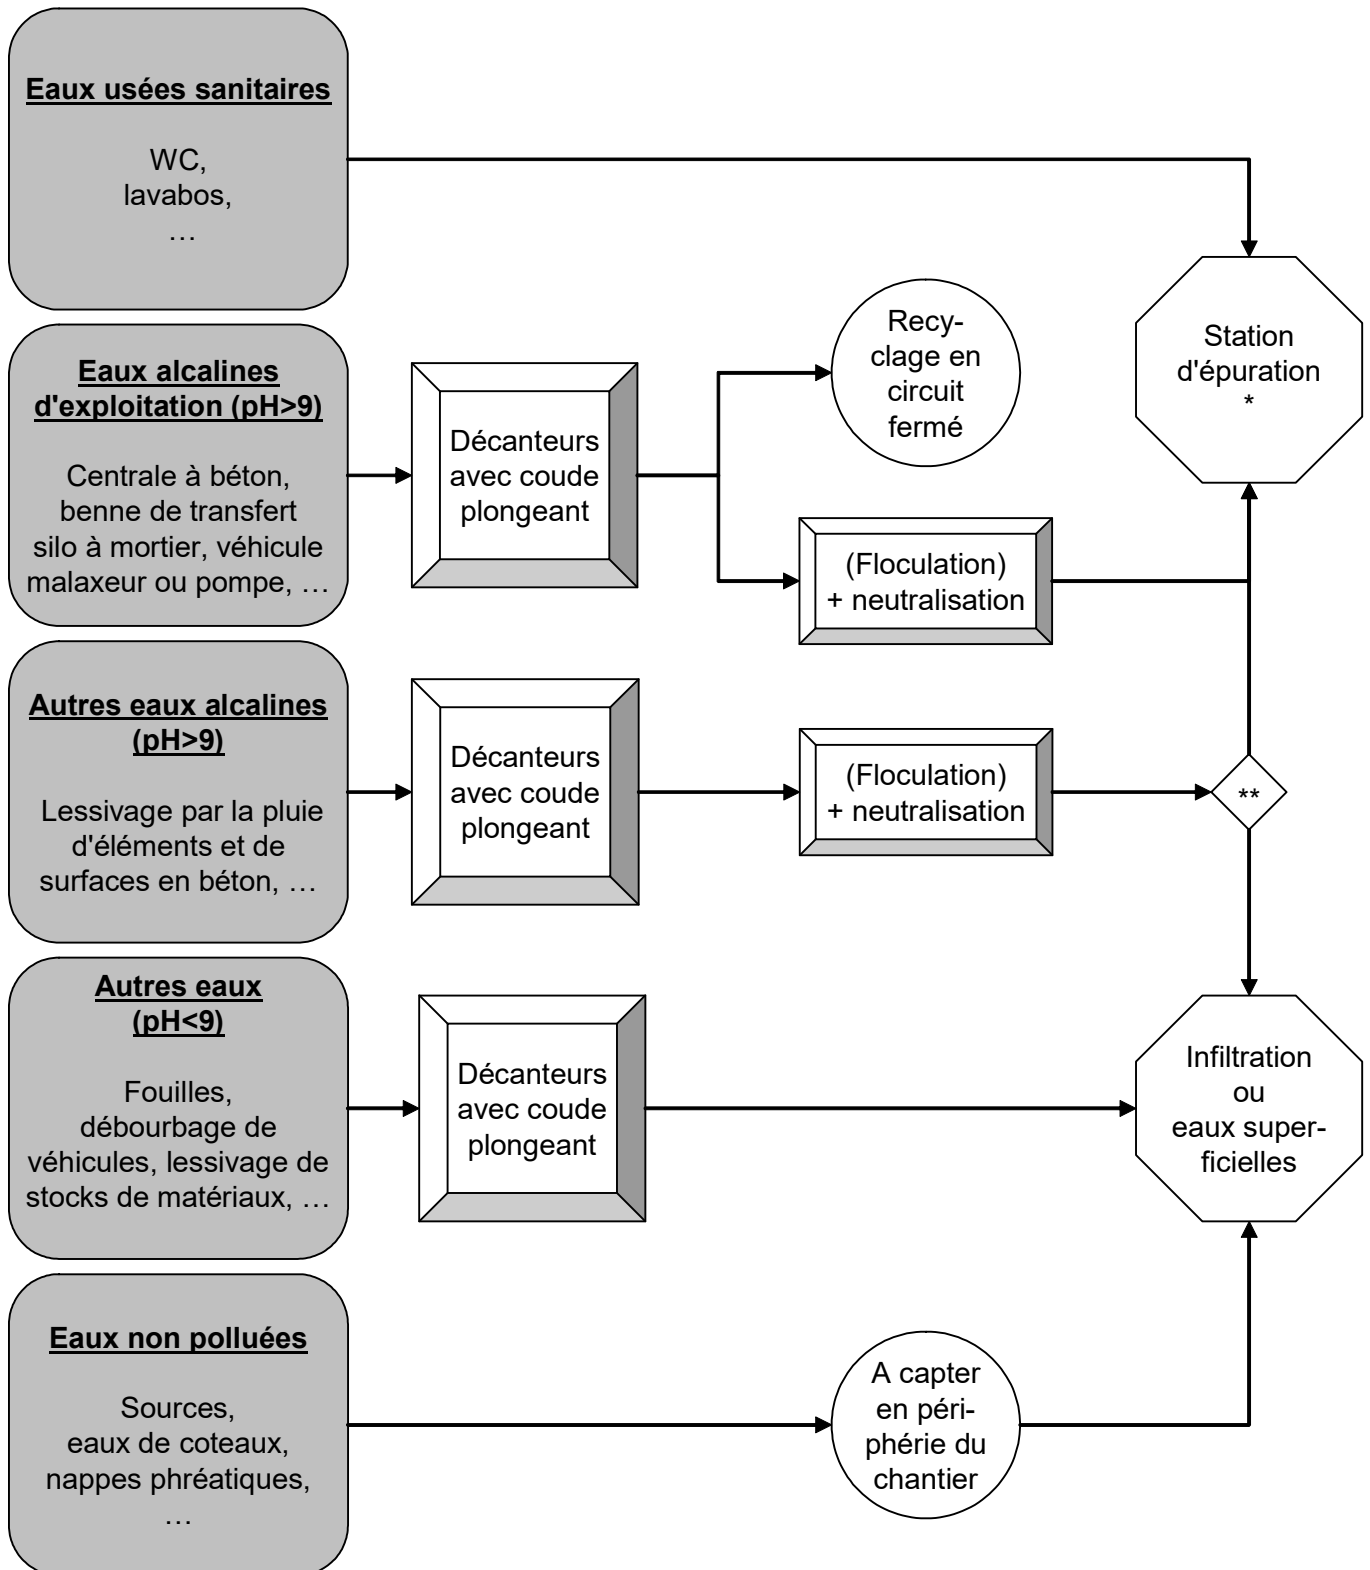 Eaux usées sanitaires
WC,
lavabos,
…
Station
d'épuration
*
Eaux alcalines
d'exploitation (pH>9)
Centrale à béton,
benne de transfert
silo à mortier, véhicule
malaxeur ou pompe, …
Décanteurs
avec coude
plongeant
Recy-
clage en
circuit
fermé
(Floculation)
+ neutralisation
Autres eaux alcalines
(pH>9)
Lessivage par la pluie
d'éléments et de
surfaces en béton, …
Décanteurs
avec coude
plongeant
(Floculation)
+ neutralisation
**
Autres eaux
(pH<9)
Fouilles,
débourbage de
véhicules, lessivage de
stocks de matériaux, …
Décanteurs
avec coude
plongeant
Infiltration
ou
eaux super-
ficielles
Eaux non polluées
Sources,
eaux de coteaux,
nappes phréatiques,
…
A capter
en péri-
phérie du
chantier